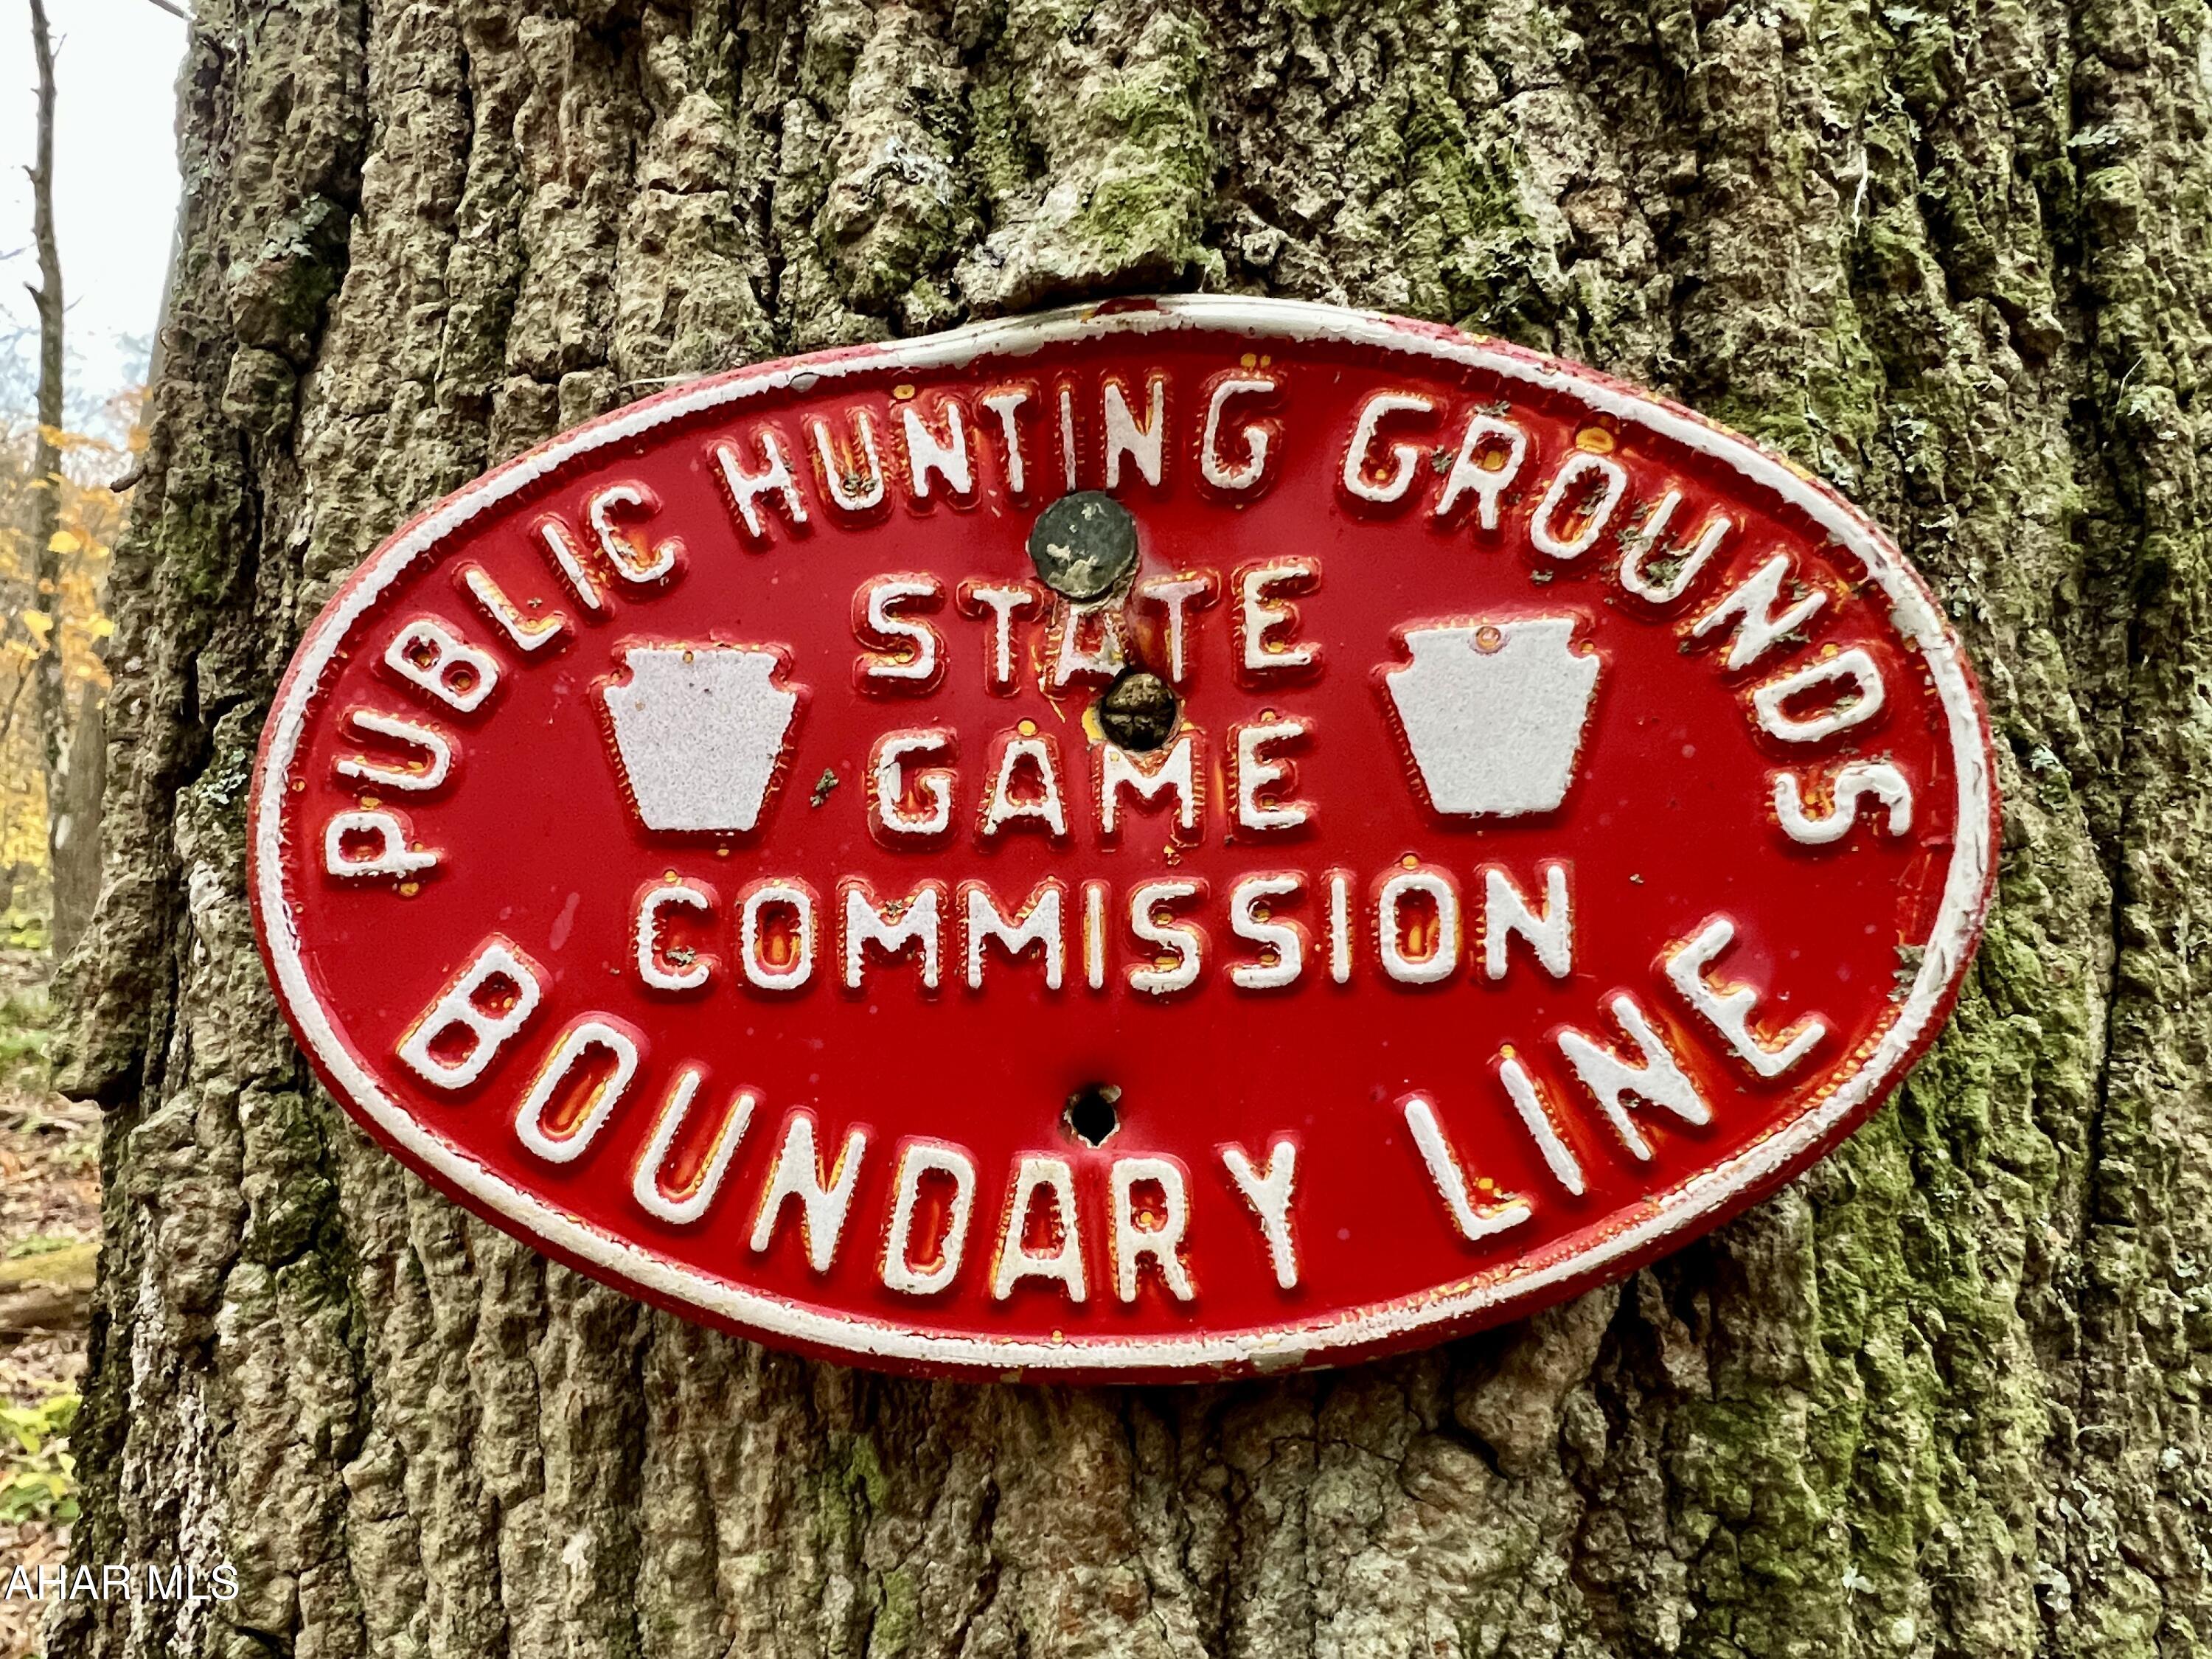 PUBLIC HUNTING GROUNDS
STATE
GAME
COMMISSION
BOUNDARY LINE
AHAR MLS